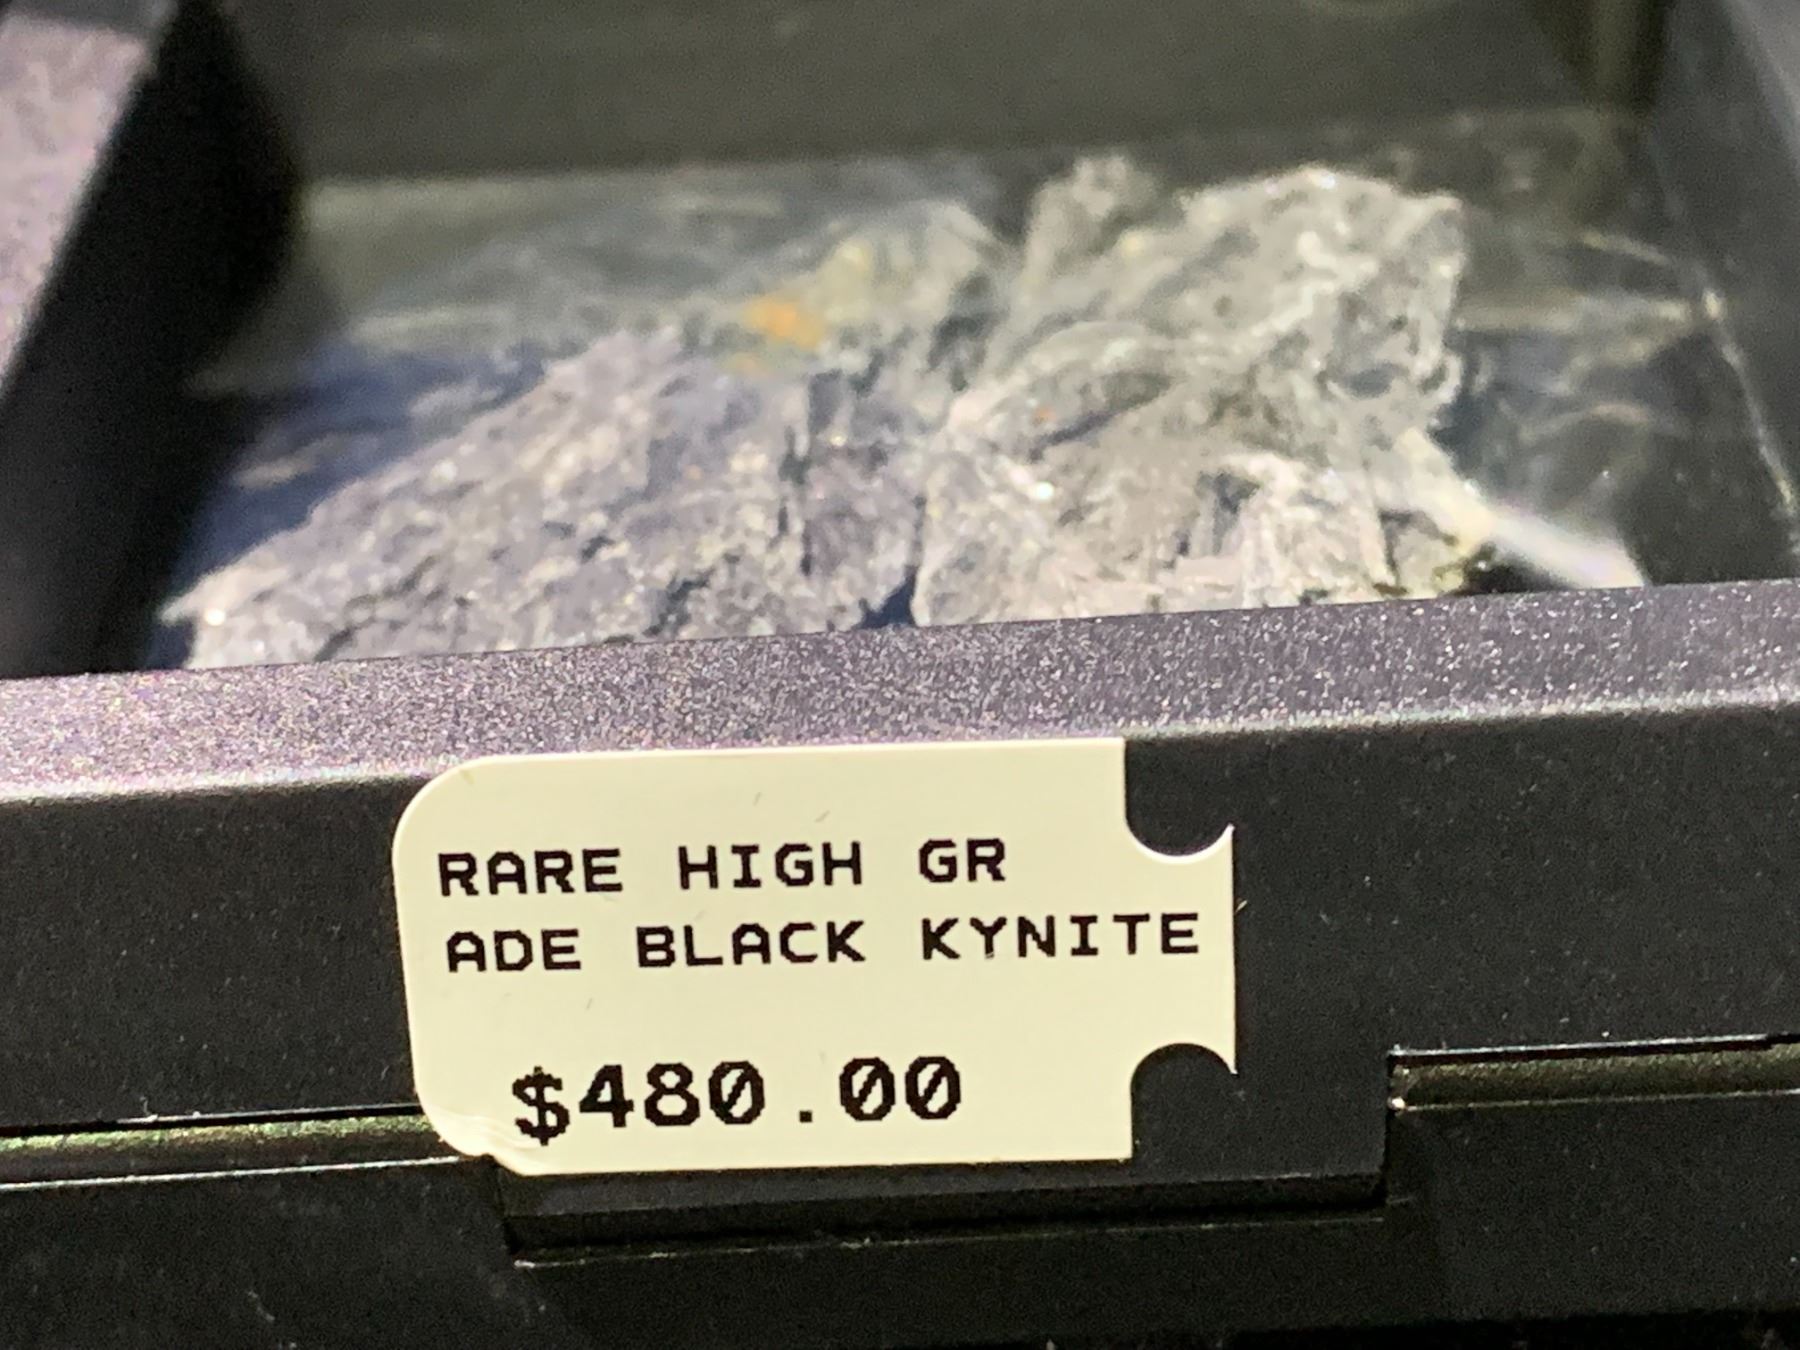 RARE HIGH GR
ADE BLACK KYNITE
$480.00